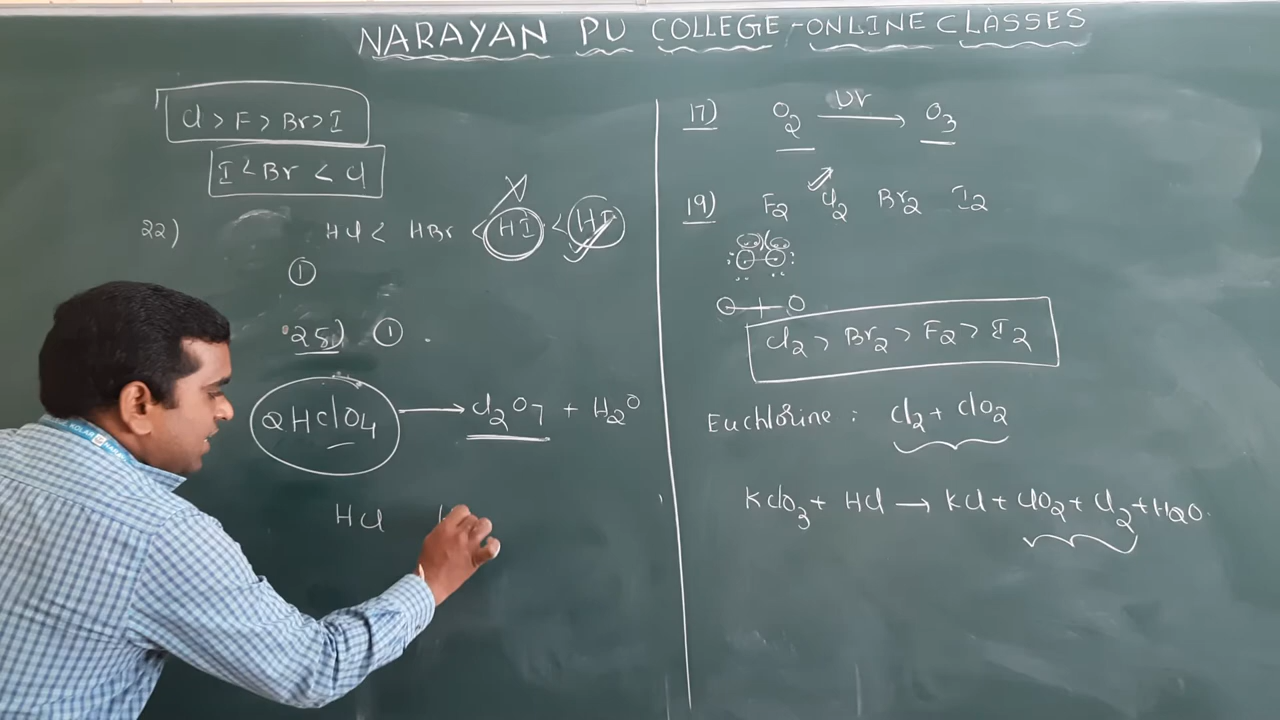 NARAYAN PU COLLEGE - ONLINE CLASSES
Cl > F > Br > I
I < Br < Cl
22) HCl < HBr < HI < HI
①
25) ① .
2HClO4 → Cl2O7 + H2O
HCl
17) O2 UV → O3
19) F2 Cl2 Br2 I2
Cl2 > Br2 > F2 > I2
Euchlorine : Cl2 + ClO2
KClO3 + HCl → KCl + ClO2 + Cl2 + H2O.
KOLAR